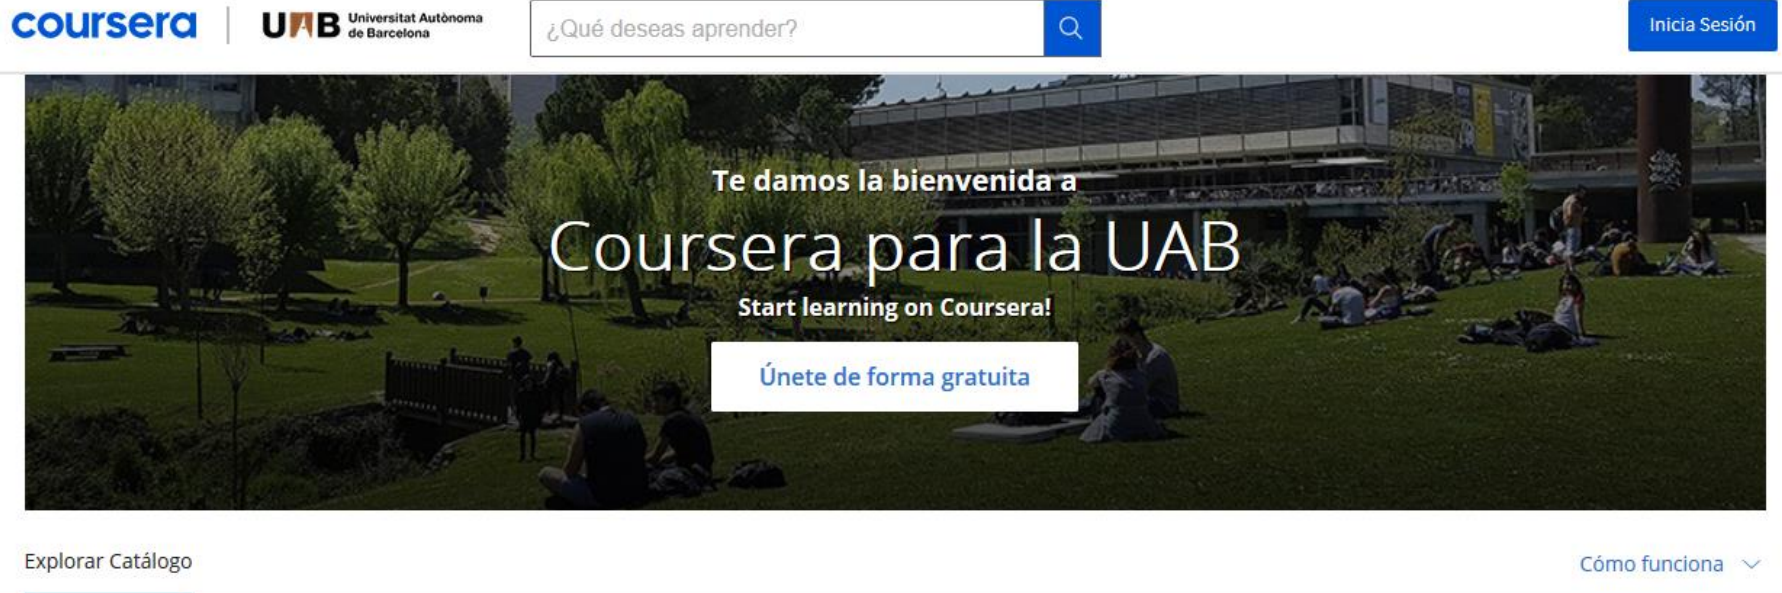 coursera
UAB Universitat Autònoma
de Barcelona
¿Qué deseas aprender?
Inicia Sesión
Te damos la bienvenida a
Coursera para la UAB
Start learning on Coursera!
Únete de forma gratuita
Explorar Catálogo
Cómo funciona